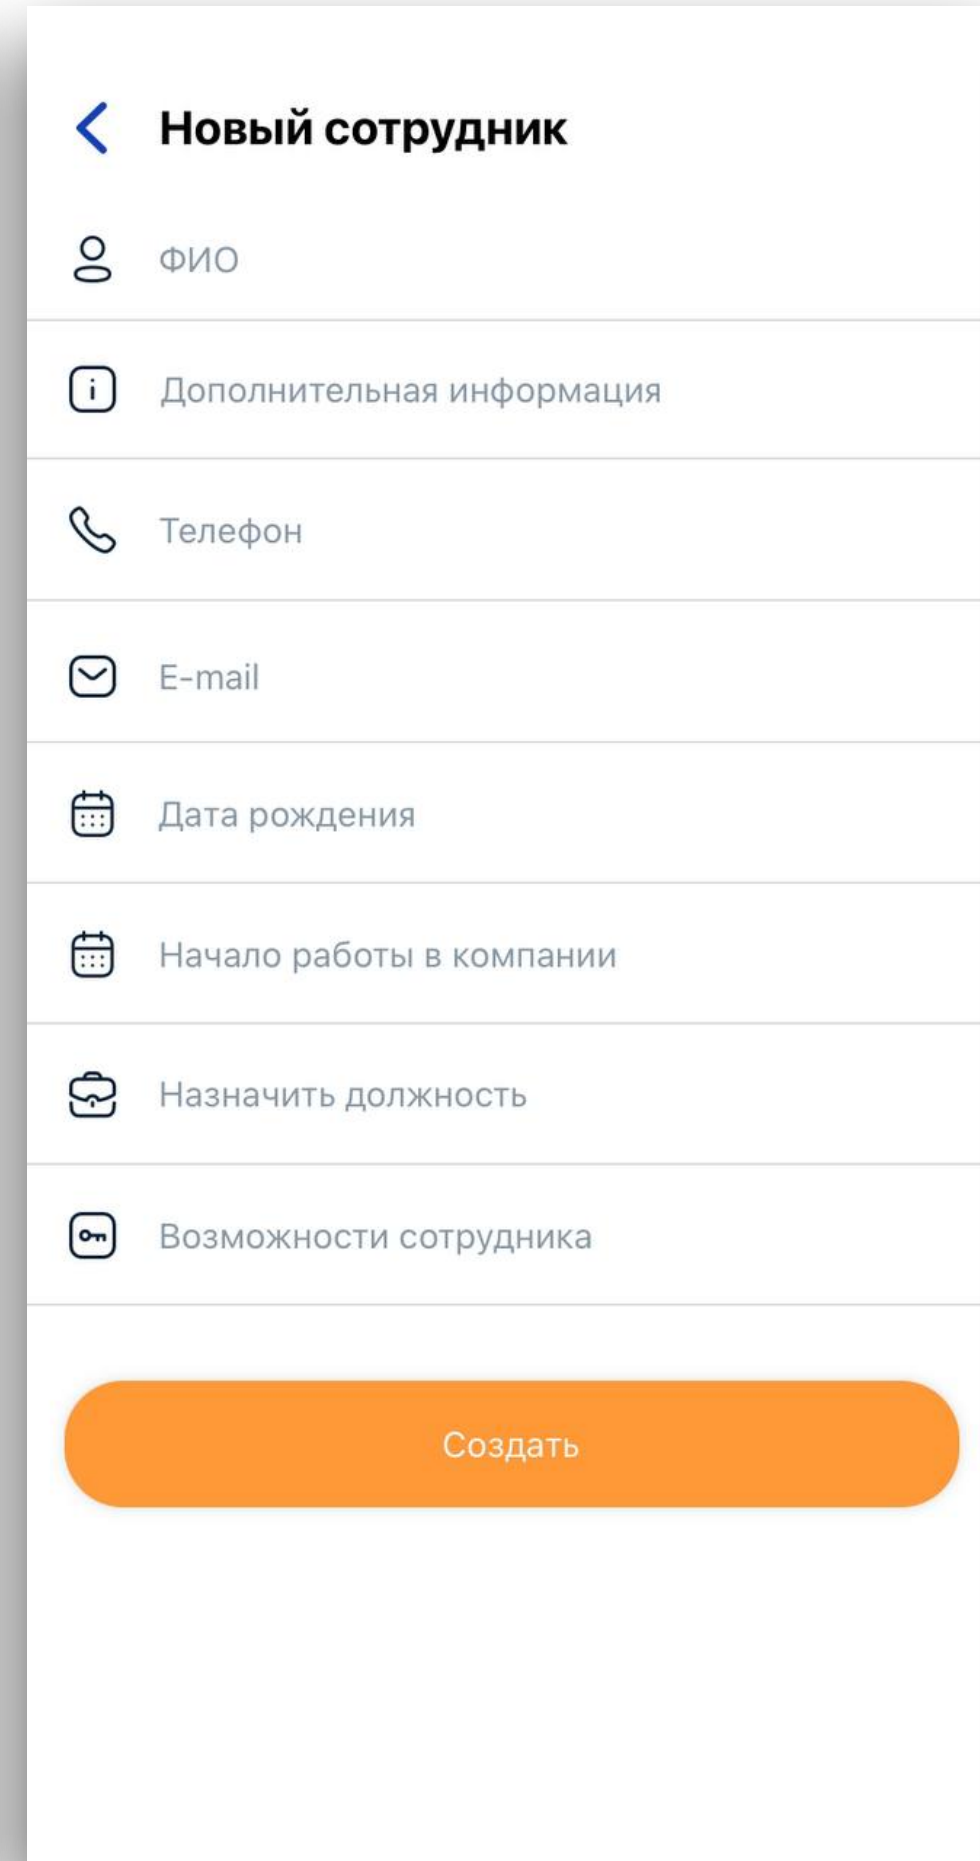 Новый сотрудник
ФИО
Дополнительная информация
Телефон
E-mail
Дата рождения
Начало работы в компании
Назначить должность
Возможности сотрудника
Создать